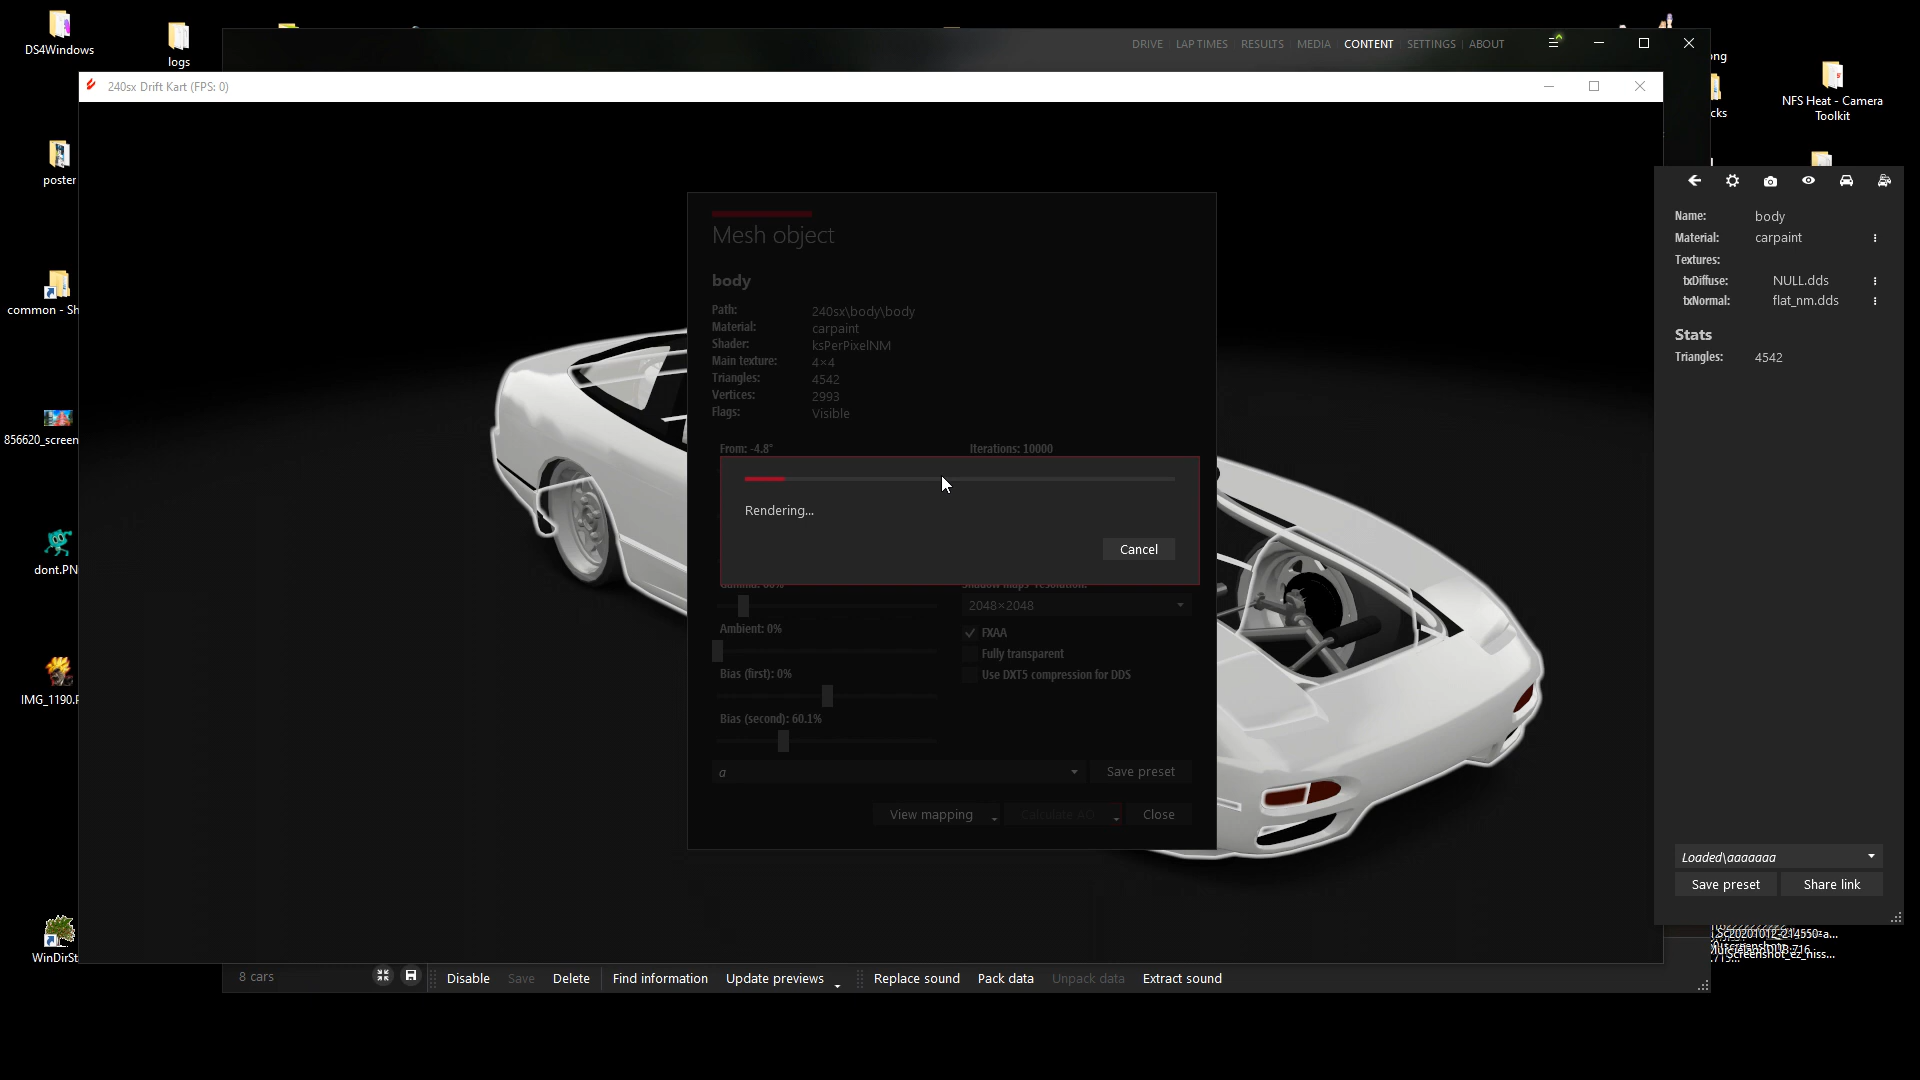 DS4Windows
logs
DRIVE LAP TIMES RESULTS MEDIA CONTENT SETTINGS ABOUT
ong
240sx Drift Kart (FPS: 0)
NFS Heat - Camera
Toolkit
cks
poster
common - Sh
856620_screen
dont.PN
IMG_1190.P
WinDirSt
Mesh object
body
Path: 240sx\body\body
Material: carpaint
Shader: ksPerPixelNM
Main texture: 4×4
Triangles: 4542
Vertices: 2993
Flags: Visible
From: -4.8°
Iterations: 10000
Rendering...
Cancel
2048×2048
Ambient: 0%
FXAA
Fully transparent
Bias (first): 0%
Use DXT5 compression for DDS
Bias (second): 60.1%
a
Save preset
View mapping
Calculate AO
Close
Name: body
Material: carpaint
Textures:
txDiffuse: NULL.dds
txNormal: flat_nm.dds
Stats
Triangles: 4542
Loaded\aaaaaaa
Save preset
Share link
8 cars
Disable Save Delete Find information Update previews Replace sound Pack data Unpack data Extract sound